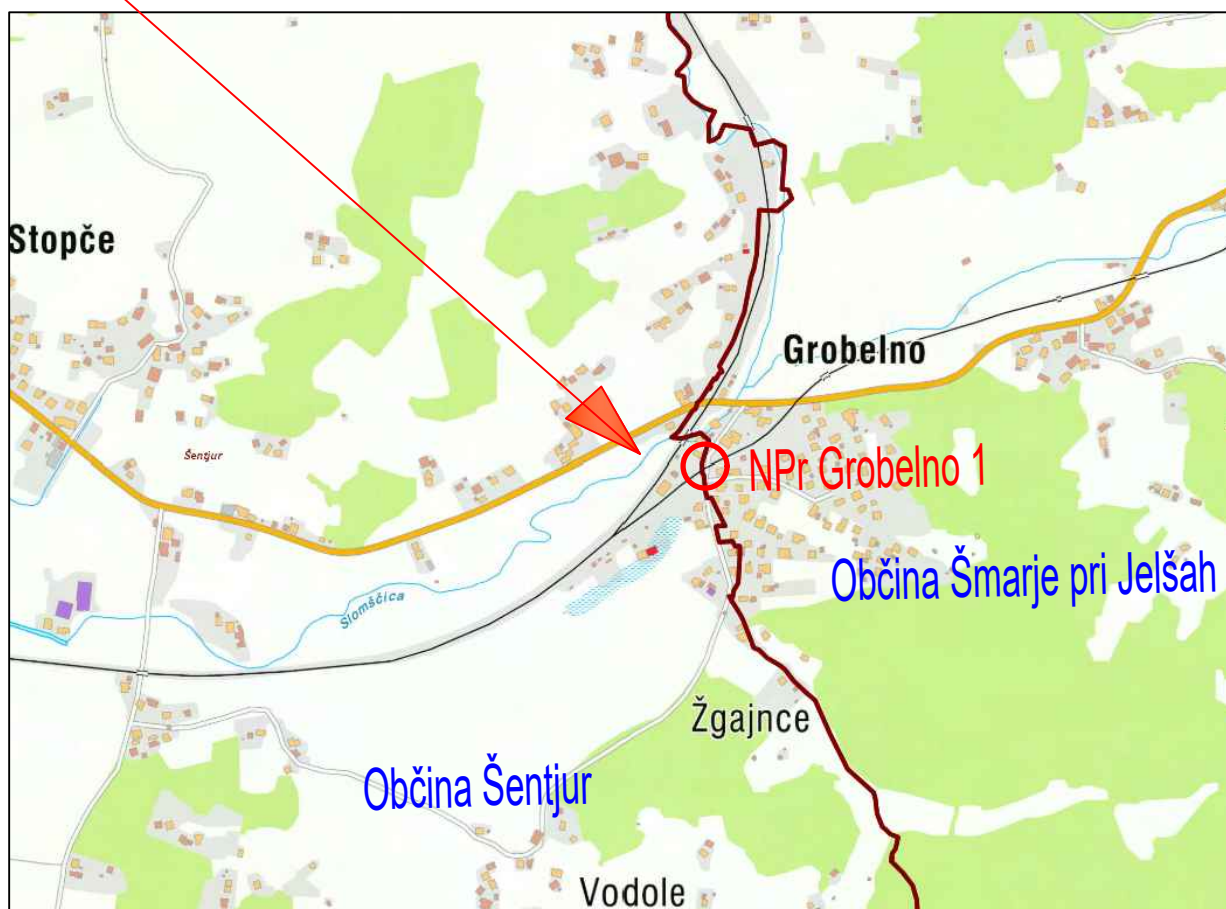 Stopče
Grobelno
Šentjur
NPr Grobelno 1
Občina Šmarje pri Jelšah
Slomščica
Žgajnce
Občina Šentjur
Vodole